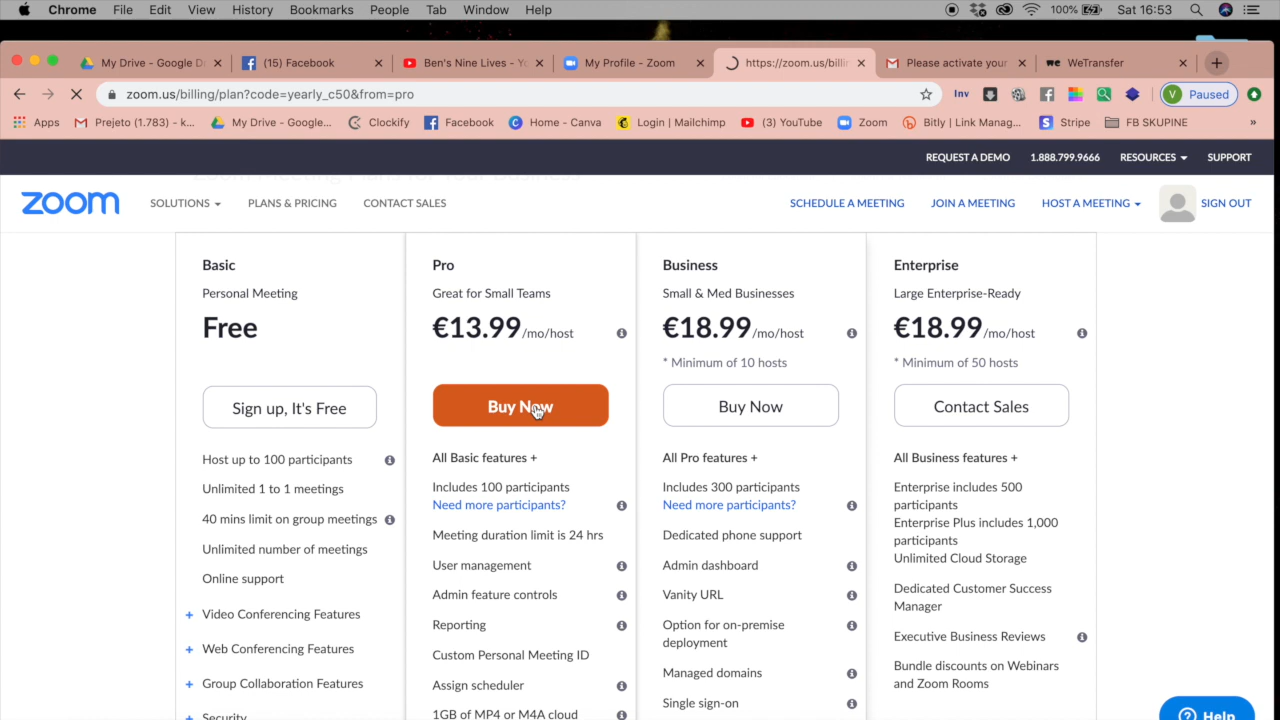 Chrome File Edit View History Bookmarks People Tab Window Help 100% Sat 16:53
My Drive - Google D (15) Facebook Ben's Nine Lives - Yo My Profile - Zoom https://zoom.us/billin Please activate your WeTransfer
zoom.us/billing/plan?code=yearly_c50&from=pro Inv V Paused
Apps Prejeto (1.783) - k... My Drive - Google... Clockify Facebook Home - Canva Login | Mailchimp (3) YouTube Zoom Bitly | Link Manag... Stripe FB SKUPINE »
REQUEST A DEMO 1.888.799.9666 RESOURCES SUPPORT
Zoom Meeting Plans for Your Business
zoom SOLUTIONS PLANS & PRICING CONTACT SALES SCHEDULE A MEETING JOIN A MEETING HOST A MEETING SIGN OUT
Basic
Personal Meeting
Free
Sign up, It's Free
Host up to 100 participants
Unlimited 1 to 1 meetings
40 mins limit on group meetings
Unlimited number of meetings
Online support
+ Video Conferencing Features
+ Web Conferencing Features
+ Group Collaboration Features
Security
Pro
Great for Small Teams
€13.99/mo/host
Buy Now
All Basic features +
Includes 100 participants
Need more participants?
Meeting duration limit is 24 hrs
User management
Admin feature controls
Reporting
Custom Personal Meeting ID
Assign scheduler
1GB of MP4 or M4A cloud
Business
Small & Med Businesses
€18.99/mo/host
* Minimum of 10 hosts
Buy Now
All Pro features +
Includes 300 participants
Need more participants?
Dedicated phone support
Admin dashboard
Vanity URL
Option for on-premise
deployment
Managed domains
Single sign-on
Enterprise
Large Enterprise-Ready
€18.99/mo/host
* Minimum of 50 hosts
Contact Sales
All Business features +
Enterprise includes 500
participants
Enterprise Plus includes 1,000
participants
Unlimited Cloud Storage
Dedicated Customer Success
Manager
Executive Business Reviews
Bundle discounts on Webinars
and Zoom Rooms
Help